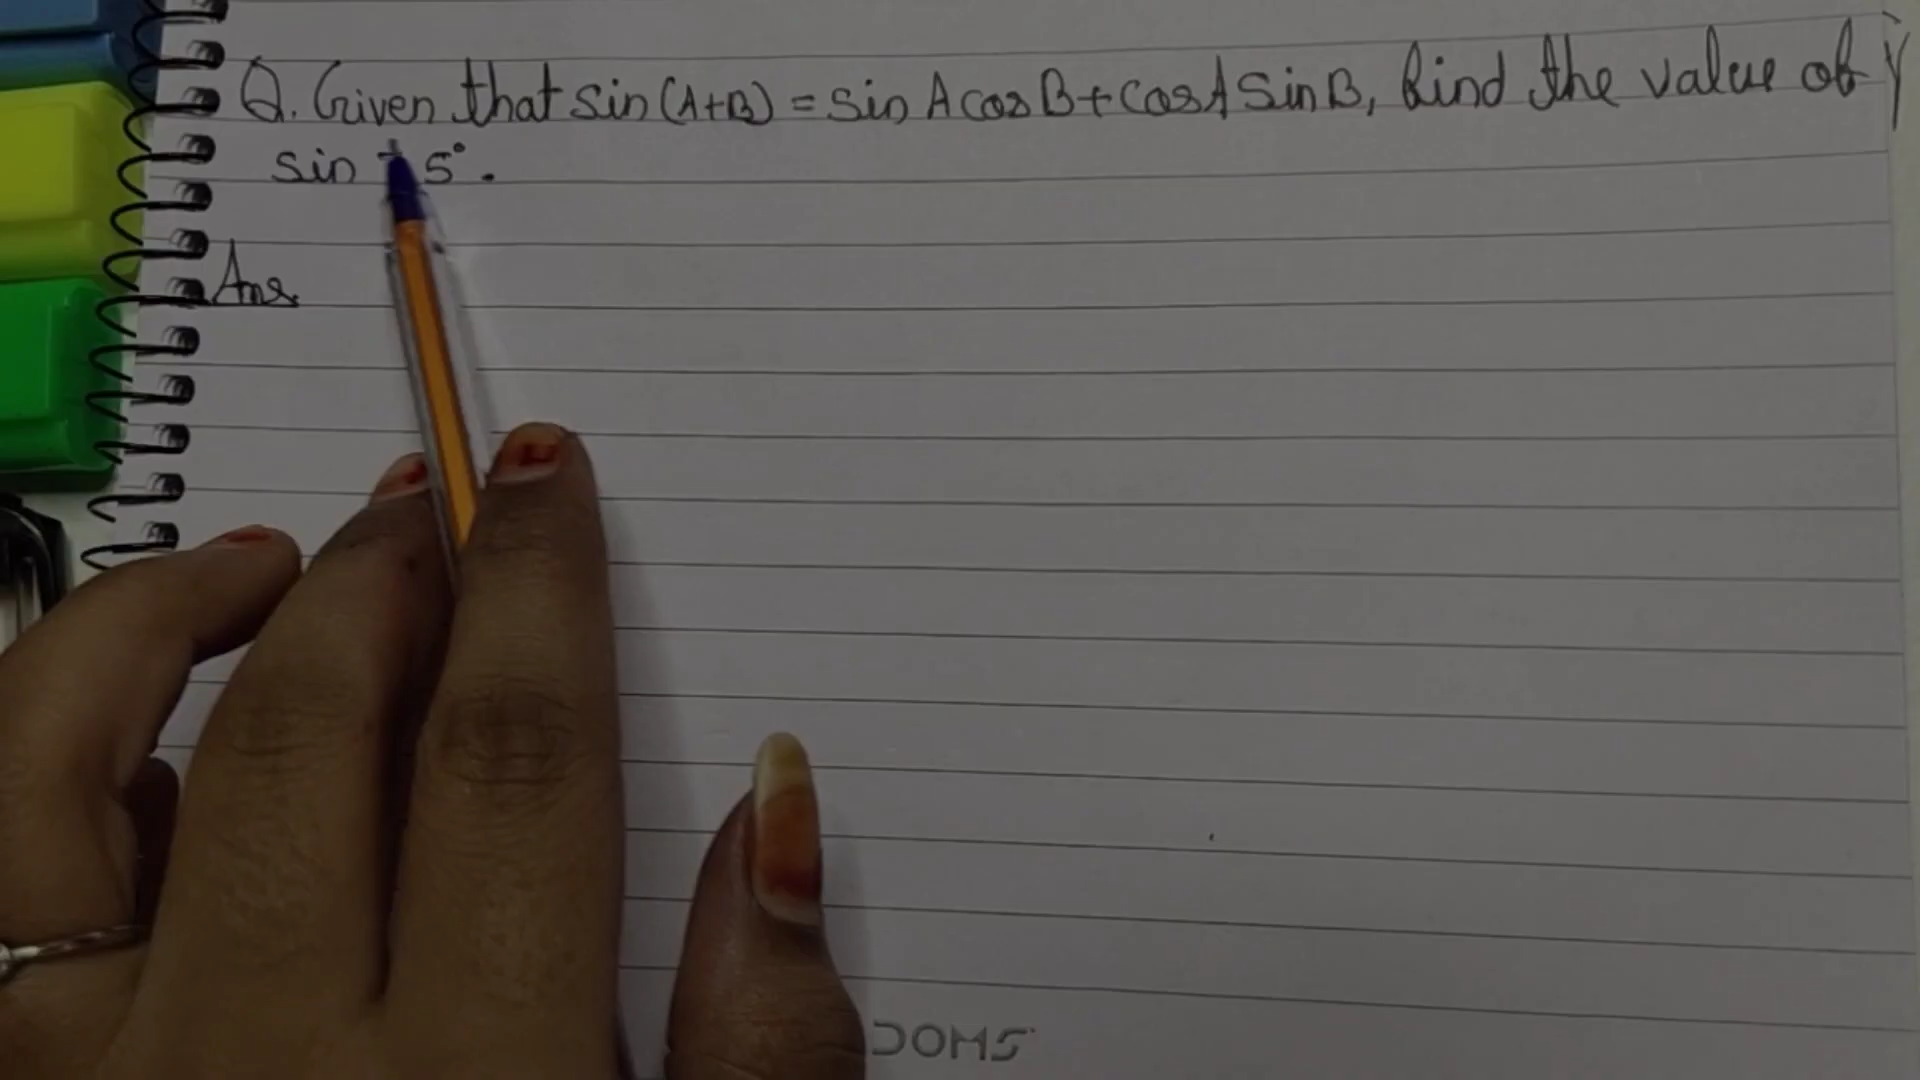 Q. Given that sin(A+B) = sin A cos B + cos A sin B, find the value of
sin 5°.
Ans
DOMS